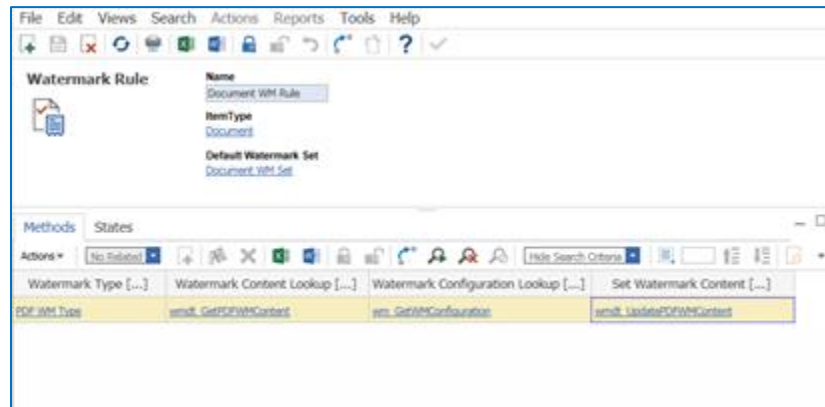 File Edit Views Search Actions Reports Tools Help
Watermark Rule
Name
Document WM Rule
ItemType
Document
Default Watermark Set
Document WM Set
Methods States
Actions No Related Hide Search Criteria
Watermark Type [...] Watermark Content Lookup [...] Watermark Configuration Lookup [...] Set Watermark Content [...]
PDF WM Type wmdt_GetPDFWMContent wm_GetWMConfiguration wmdt_UpdatePDFWMContent